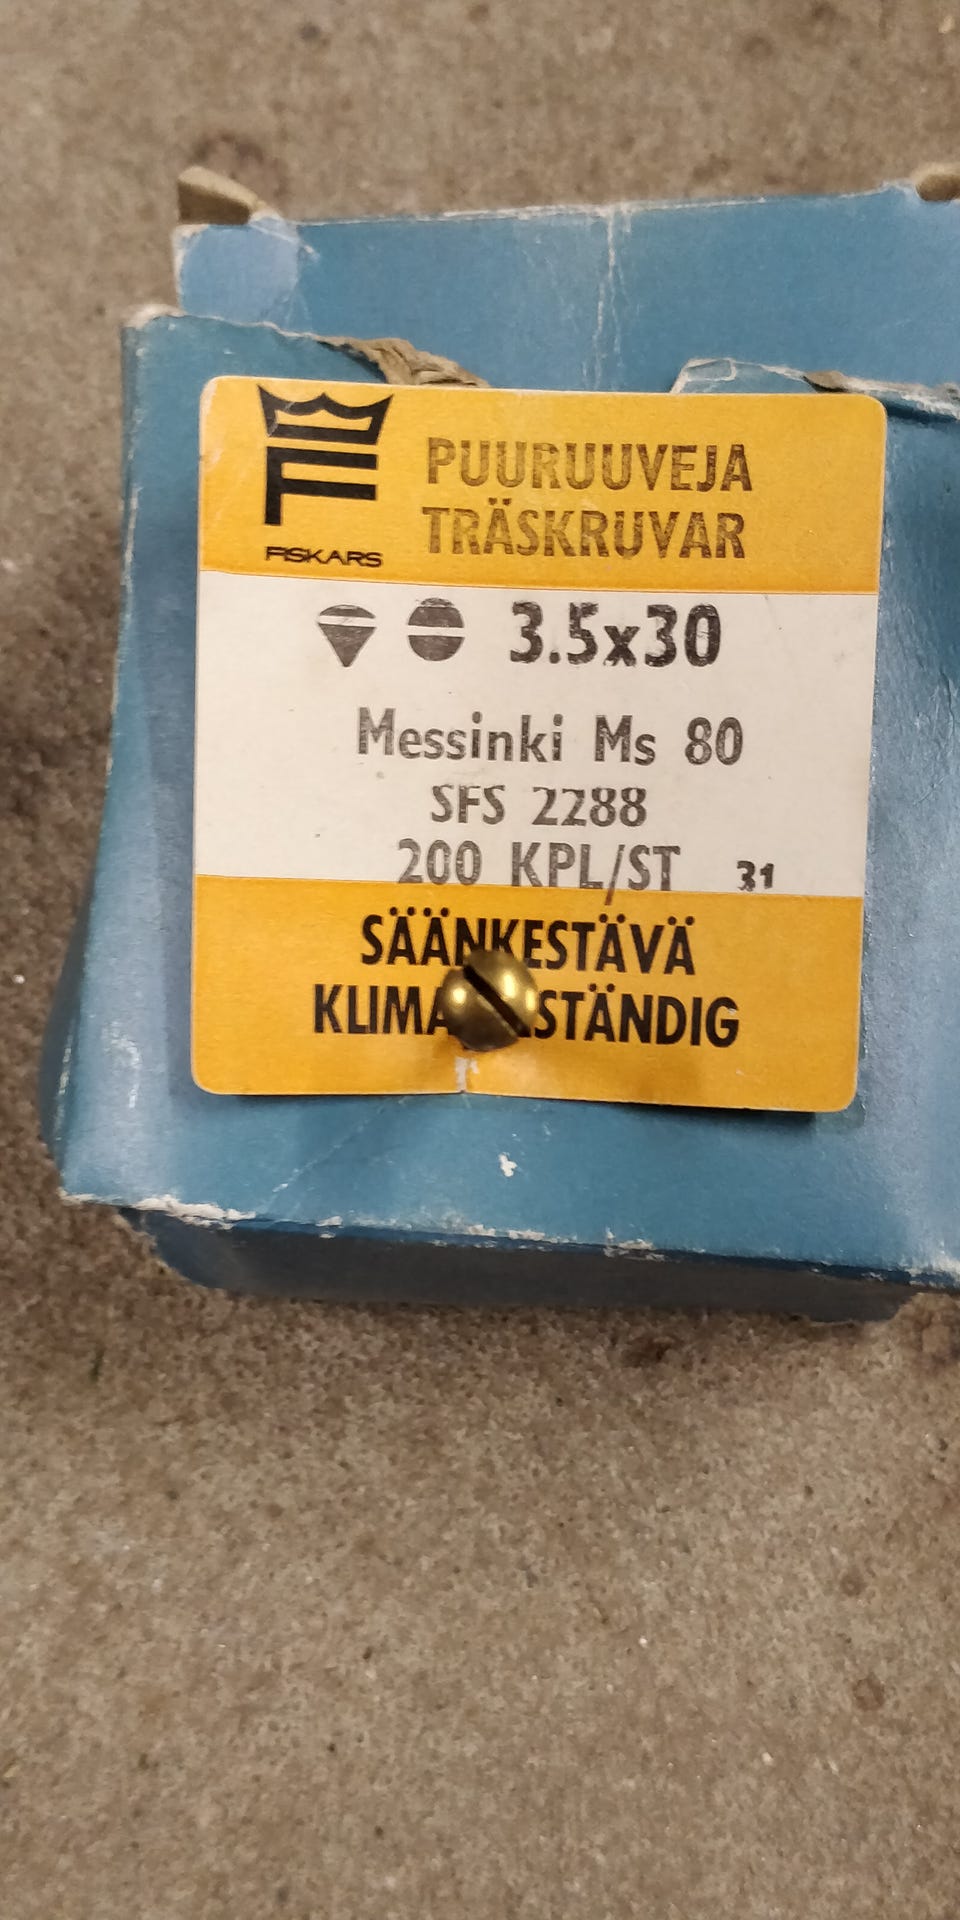 FISKARS
PUURUUVEJA
TRÄSKRUVAR
3.5x30
Messinki Ms 80
SFS 2288
200 KPL/ST 31
SÄÄNKESTÄVÄ